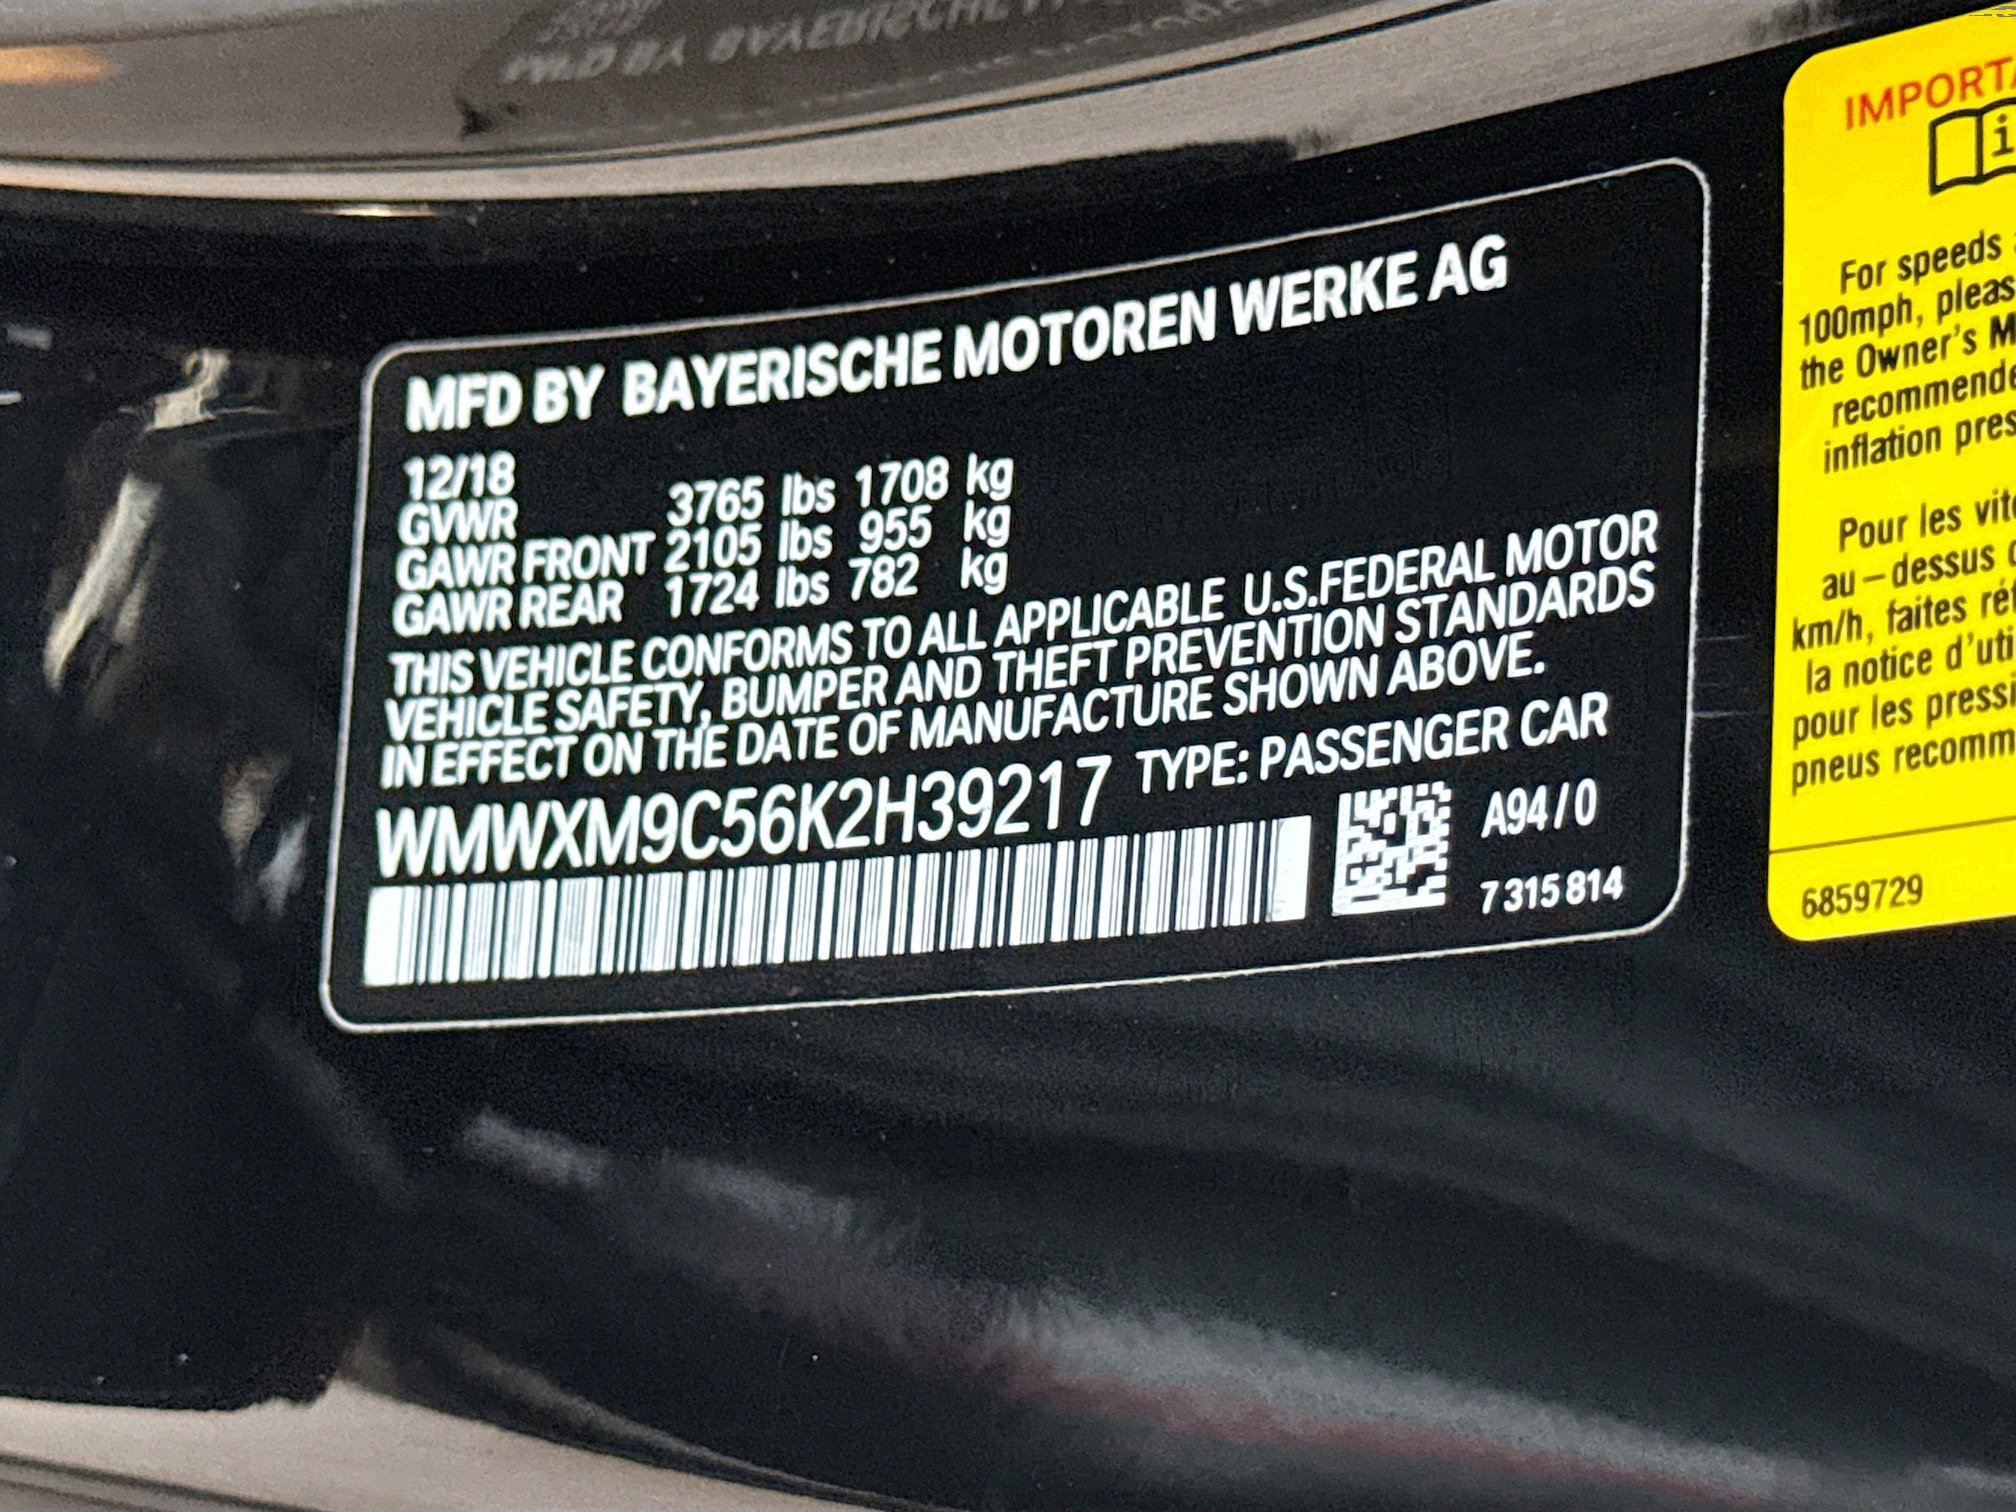 MFD BY BAYERISCHE MOTOREN WERKE AG
12/18
GVWR 3765 lbs 1708 kg
GAWR FRONT 2105 lbs 955 kg
GAWR REAR 1724 lbs 782 kg
THIS VEHICLE CONFORMS TO ALL APPLICABLE U.S.FEDERAL MOTOR
VEHICLE SAFETY, BUMPER AND THEFT PREVENTION STANDARDS
IN EFFECT ON THE DATE OF MANUFACTURE SHOWN ABOVE.
WMWXM9C56K2H39217 TYPE: PASSENGER CAR
A94/0
7 315 814
IMPORTA
i
For speeds
100mph, pleas
the Owner's M
recommende
inflation pres
Pour les vite
au-dessus d
km/h, faites réf
la notice d'uti
pour les pressi
pneus recomm
6859729